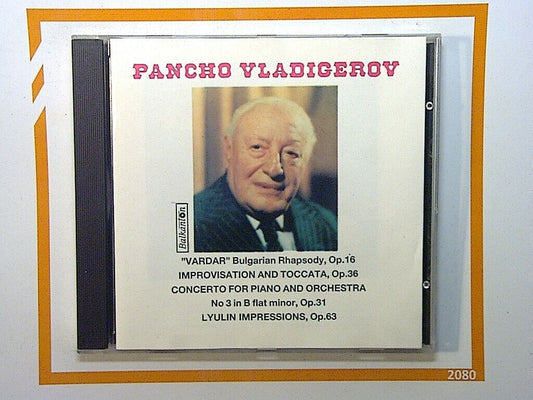 PANCHO VLADIGEROV
Balkanton
"VARDAR" Bulgarian Rhapsody, Op.16
IMPROVISATION AND TOCCATA, Op.36
CONCERTO FOR PIANO AND ORCHESTRA
No 3 in B flat minor, Op.31
LYULIN IMPRESSIONS, Op.63
2080